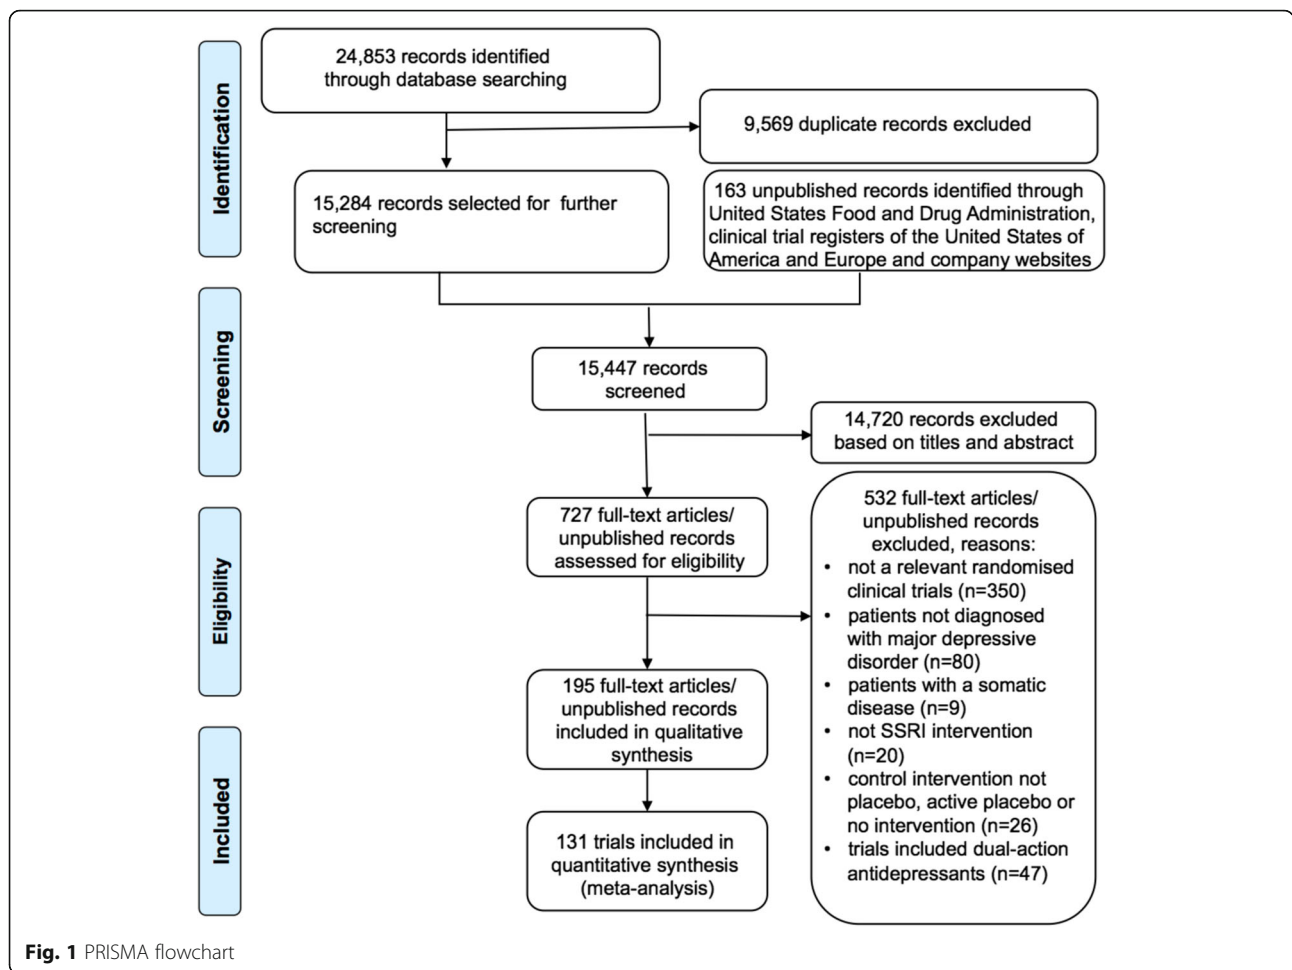 Identification
24,853 records identified
through database searching
9,569 duplicate records excluded
15,284 records selected for further
screening
163 unpublished records identified through
United States Food and Drug Administration,
clinical trial registers of the United States of
America and Europe and company websites
Screening
15,447 records
screened
14,720 records excluded
based on titles and abstract
Eligibility
727 full-text articles/
unpublished records
assessed for eligibility
532 full-text articles/
unpublished records
excluded, reasons:
• not a relevant randomised
clinical trials (n=350)
• patients not diagnosed
with major depressive
disorder (n=80)
• patients with a somatic
disease (n=9)
• not SSRI intervention
(n=20)
• control intervention not
placebo, active placebo or
no intervention (n=26)
• trials included dual-action
antidepressants (n=47)
195 full-text articles/
unpublished records
included in qualitative
synthesis
Included
131 trials included in
quantitative synthesis
(meta-analysis)
Fig. 1 PRISMA flowchart